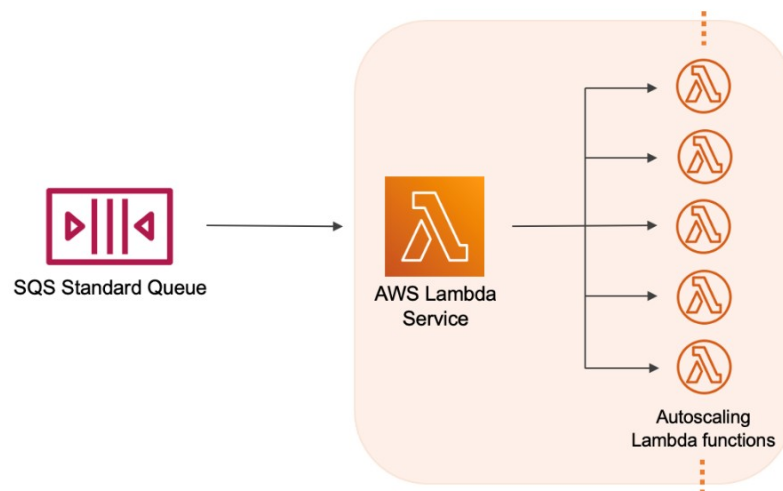 SQS Standard Queue
AWS Lambda
Service
Autoscaling
Lambda functions